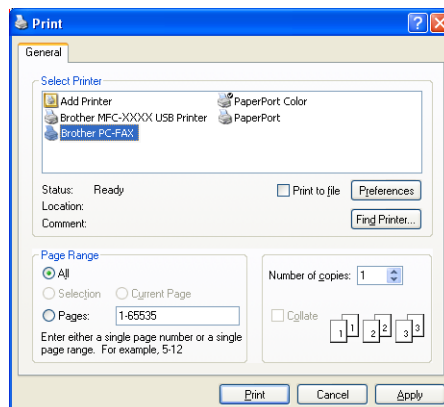 Print
General
Select Printer
Add Printer
PaperPort Color
Brother MFC-XXXX USB Printer
PaperPort
Brother PC-FAX
Status: Ready
Print to file
Preferences
Location:
Comment:
Find Printer...
Page Range
All
Selection
Current Page
Pages: 1-65535
Enter either a single page number or a single
page range. For example, 5-12
Number of copies: 1
Collate
1 1 2 2 3 3
Print
Cancel
Apply